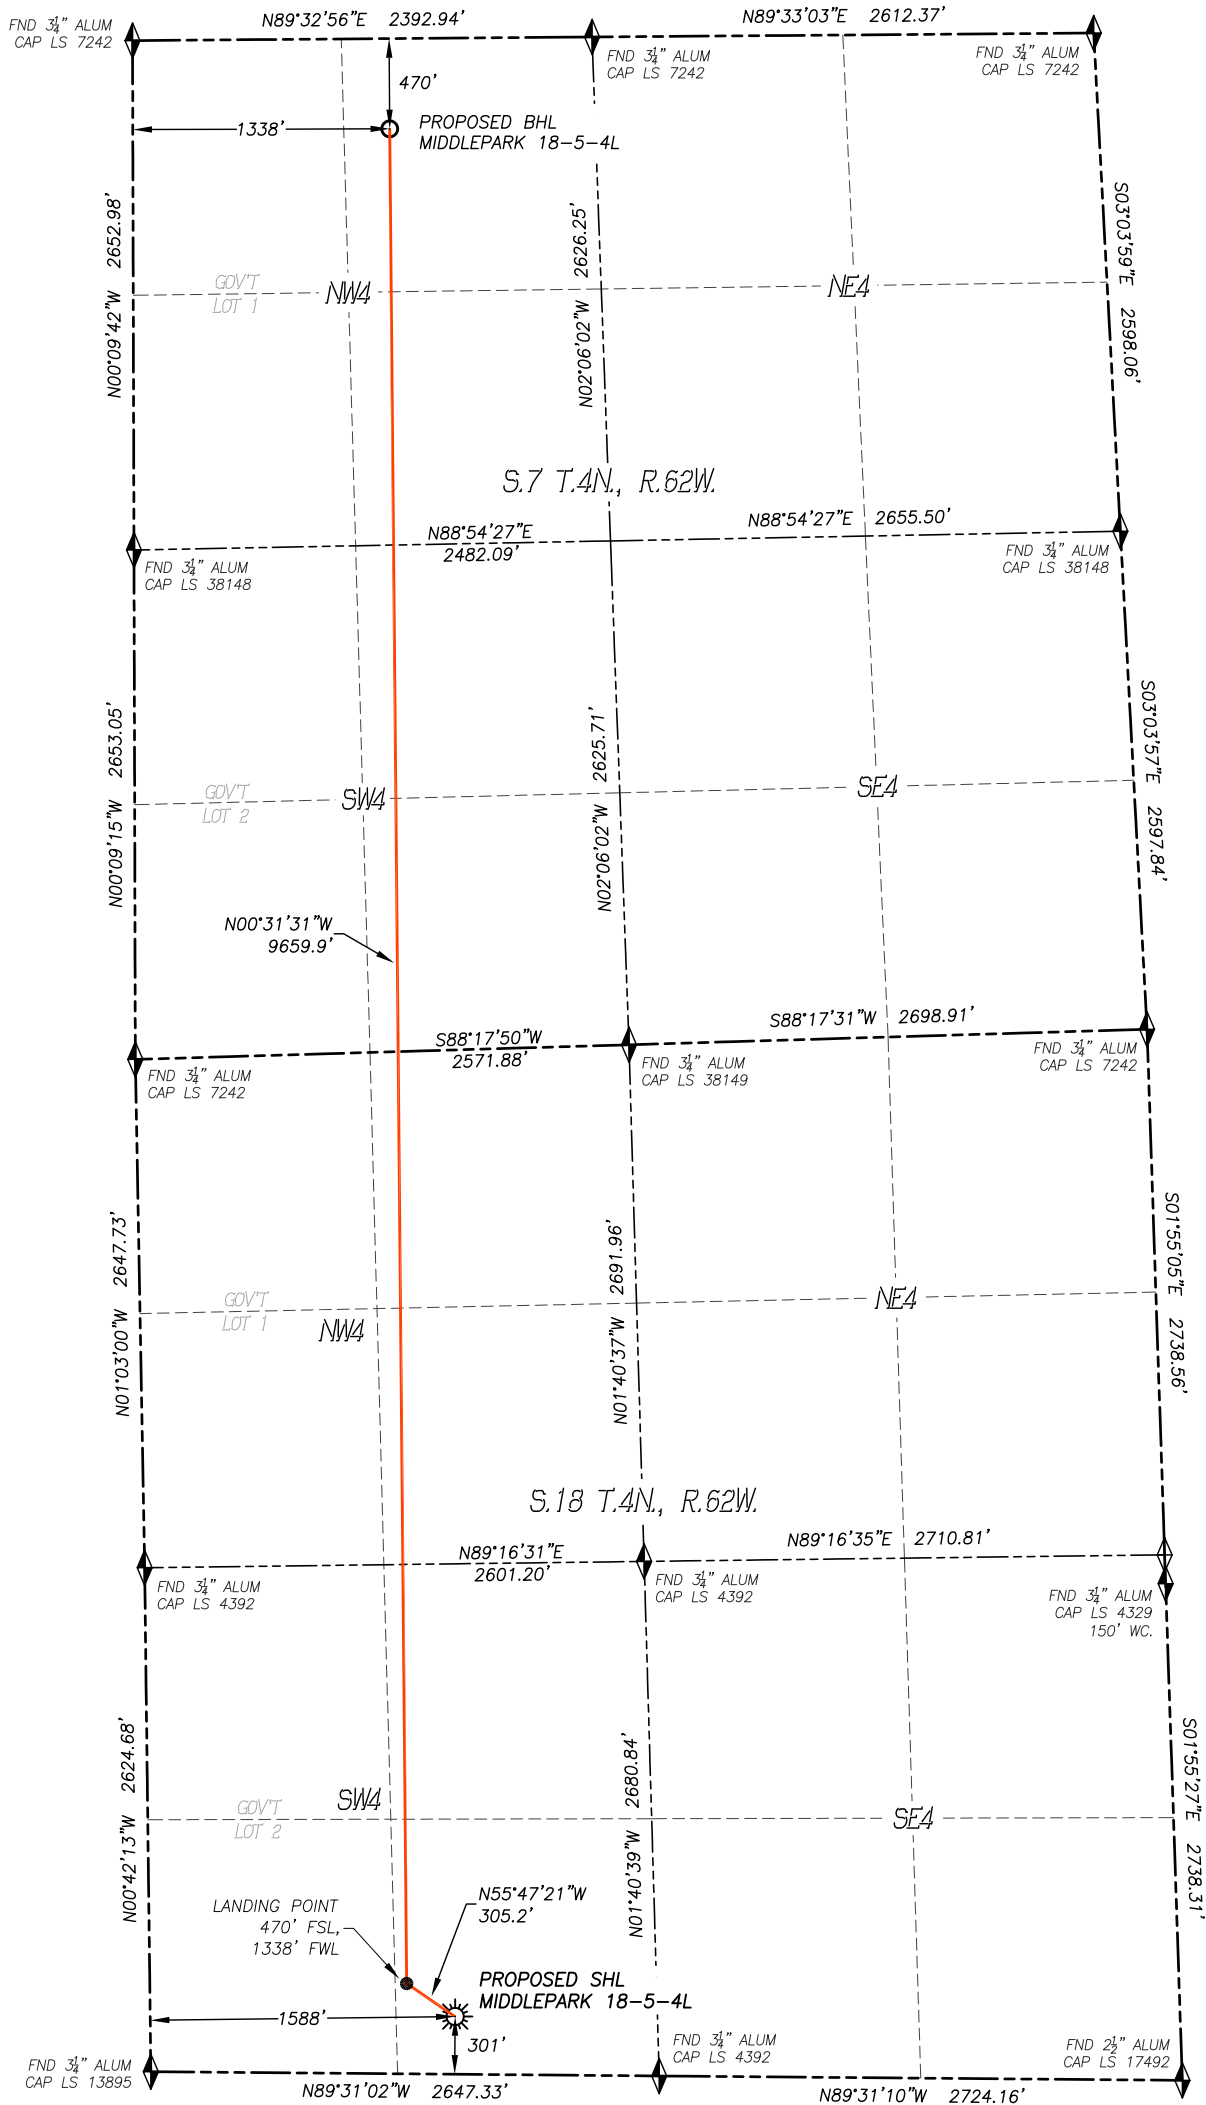 FND 3¼" ALUM
CAP LS 7242
N89°32'56"E 2392.94'
FND 3¼" ALUM
CAP LS 7242
N89°33'03"E 2612.37'
FND 3¼" ALUM
CAP LS 7242
470'
1338'
PROPOSED BHL
MIDDLEPARK 18-5-4L
N00°09'42"W 2652.98'
N02°06'02"W 2626.25'
S03°03'59"E 2598.06'
GOV'T
LOT 1
NW4
NE4
S.7 T.4N., R.62W.
N88°54'27"E
2482.09'
N88°54'27"E 2655.50'
FND 3¼" ALUM
CAP LS 38148
FND 3¼" ALUM
CAP LS 38148
N00°09'15"W 2653.05'
N02°06'02"W 2625.71'
S03°03'57"E 2597.84'
GOV'T
LOT 2
SW4
SE4
N00°31'31"W
9659.9'
S88°17'50"W
2571.88'
S88°17'31"W 2698.91'
FND 3¼" ALUM
CAP LS 7242
FND 3¼" ALUM
CAP LS 38149
FND 3¼" ALUM
CAP LS 7242
N01°03'00"W 2647.73'
N01°40'37"W 2691.96'
S01°55'05"E 2738.56'
GOV'T
LOT 1
NW4
NE4
S.18 T.4N., R.62W.
N89°16'31"E
2601.20'
N89°16'35"E 2710.81'
FND 3¼" ALUM
CAP LS 4392
FND 3¼" ALUM
CAP LS 4392
FND 3¼" ALUM
CAP LS 4329
150' WC.
N00°42'13"W 2624.68'
N01°40'39"W 2680.84'
S01°55'27"E 2738.31'
GOV'T
LOT 2
SW4
SE4
LANDING POINT
470' FSL,
1338' FWL
N55°47'21"W
305.2'
PROPOSED SHL
MIDDLEPARK 18-5-4L
1588'
301'
FND 3¼" ALUM
CAP LS 13895
N89°31'02"W 2647.33'
FND 3¼" ALUM
CAP LS 4392
N89°31'10"W 2724.16'
FND 2½" ALUM
CAP LS 17492